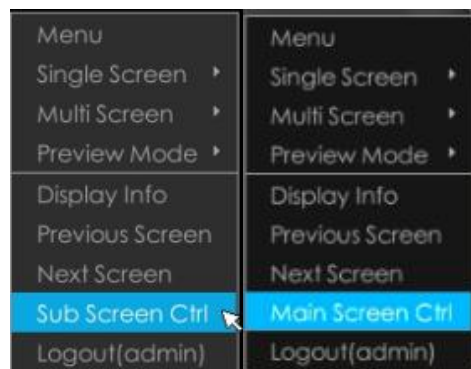 Menu
Single Screen
Multi Screen
Preview Mode
Display Info
Previous Screen
Next Screen
Sub Screen Ctrl
Logout(admin)
Menu
Single Screen
Multi Screen
Preview Mode
Display Info
Previous Screen
Next Screen
Main Screen Ctrl
Logout(admin)